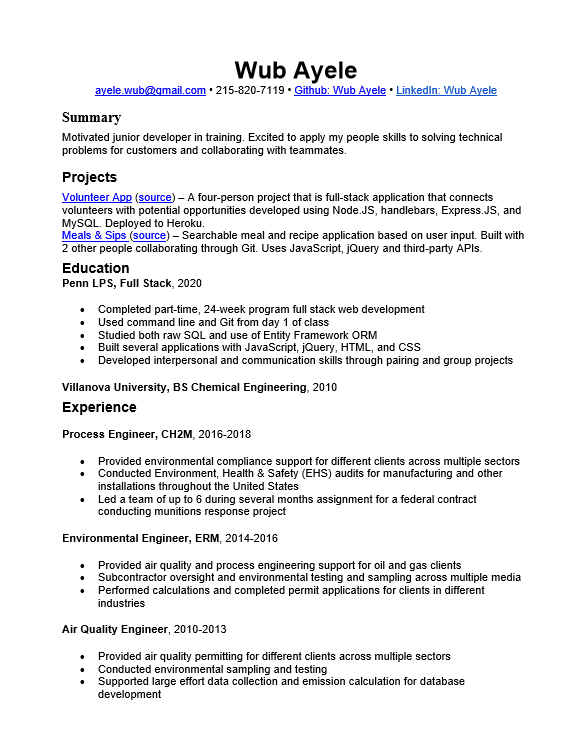 Wub Ayele
ayele.wub@gmail.com • 215-820-7119 • Github: Wub Ayele • LinkedIn: Wub Ayele
Summary
Motivated junior developer in training. Excited to apply my people skills to solving technical
problems for customers and collaborating with teammates.
Projects
Volunteer App (source) – A four-person project that is full-stack application that connects
volunteers with potential opportunities developed using Node.JS, handlebars, Express.JS, and
MySQL. Deployed to Heroku.
Meals & Sips (source) – Searchable meal and recipe application based on user input. Built with
2 other people collaborating through Git. Uses JavaScript, jQuery and third-party APIs.
Education
Penn LPS, Full Stack, 2020
• Completed part-time, 24-week program full stack web development
• Used command line and Git from day 1 of class
• Studied both raw SQL and use of Entity Framework ORM
• Built several applications with JavaScript, jQuery, HTML, and CSS
• Developed interpersonal and communication skills through pairing and group projects
Villanova University, BS Chemical Engineering, 2010
Experience
Process Engineer, CH2M, 2016-2018
• Provided environmental compliance support for different clients across multiple sectors
• Conducted Environment, Health & Safety (EHS) audits for manufacturing and other
installations throughout the United States
• Led a team of up to 6 during several months assignment for a federal contract
conducting munitions response project
Environmental Engineer, ERM, 2014-2016
• Provided air quality and process engineering support for oil and gas clients
• Subcontractor oversight and environmental testing and sampling across multiple media
• Performed calculations and completed permit applications for clients in different
industries
Air Quality Engineer, 2010-2013
• Provided air quality permitting for different clients across multiple sectors
• Conducted environmental sampling and testing
• Supported large effort data collection and emission calculation for database
development